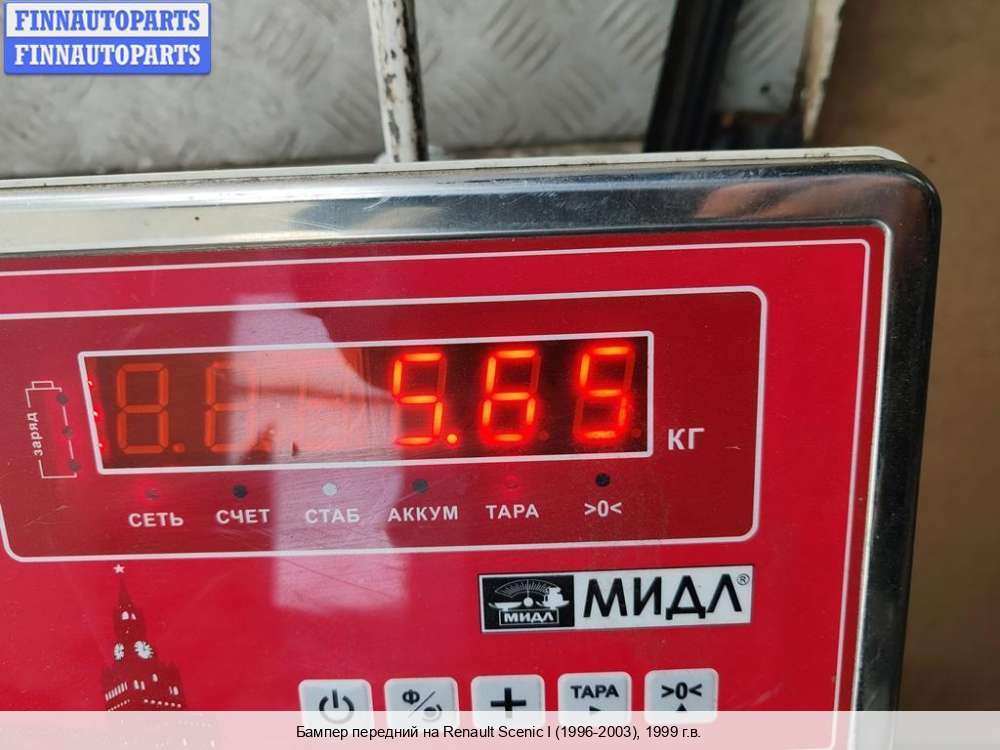 FINNAUTOPARTS
FINNAUTOPARTS
5.65
КГ
заряд
СЕТЬ СЧЕТ СТАБ АККУМ ТАРА >0<
МИДЛ МИДЛ®
Ф ТАРА >0<
Бампер передний на Renault Scenic I (1996-2003), 1999 г.в.